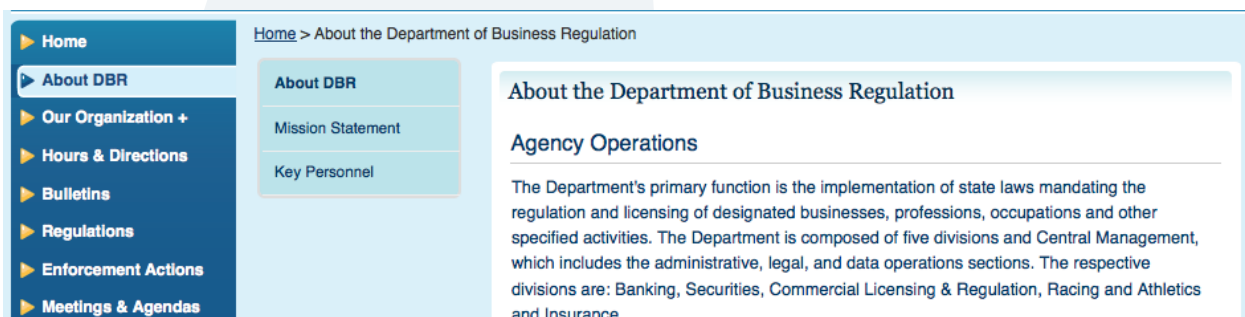 Home
About DBR
Our Organization +
Hours & Directions
Bulletins
Regulations
Enforcement Actions
Meetings & Agendas
Home > About the Department of Business Regulation
About DBR
Mission Statement
Key Personnel
About the Department of Business Regulation
Agency Operations
The Department's primary function is the implementation of state laws mandating the
regulation and licensing of designated businesses, professions, occupations and other
specified activities. The Department is composed of five divisions and Central Management,
which includes the administrative, legal, and data operations sections. The respective
divisions are: Banking, Securities, Commercial Licensing & Regulation, Racing and Athletics
and Insurance